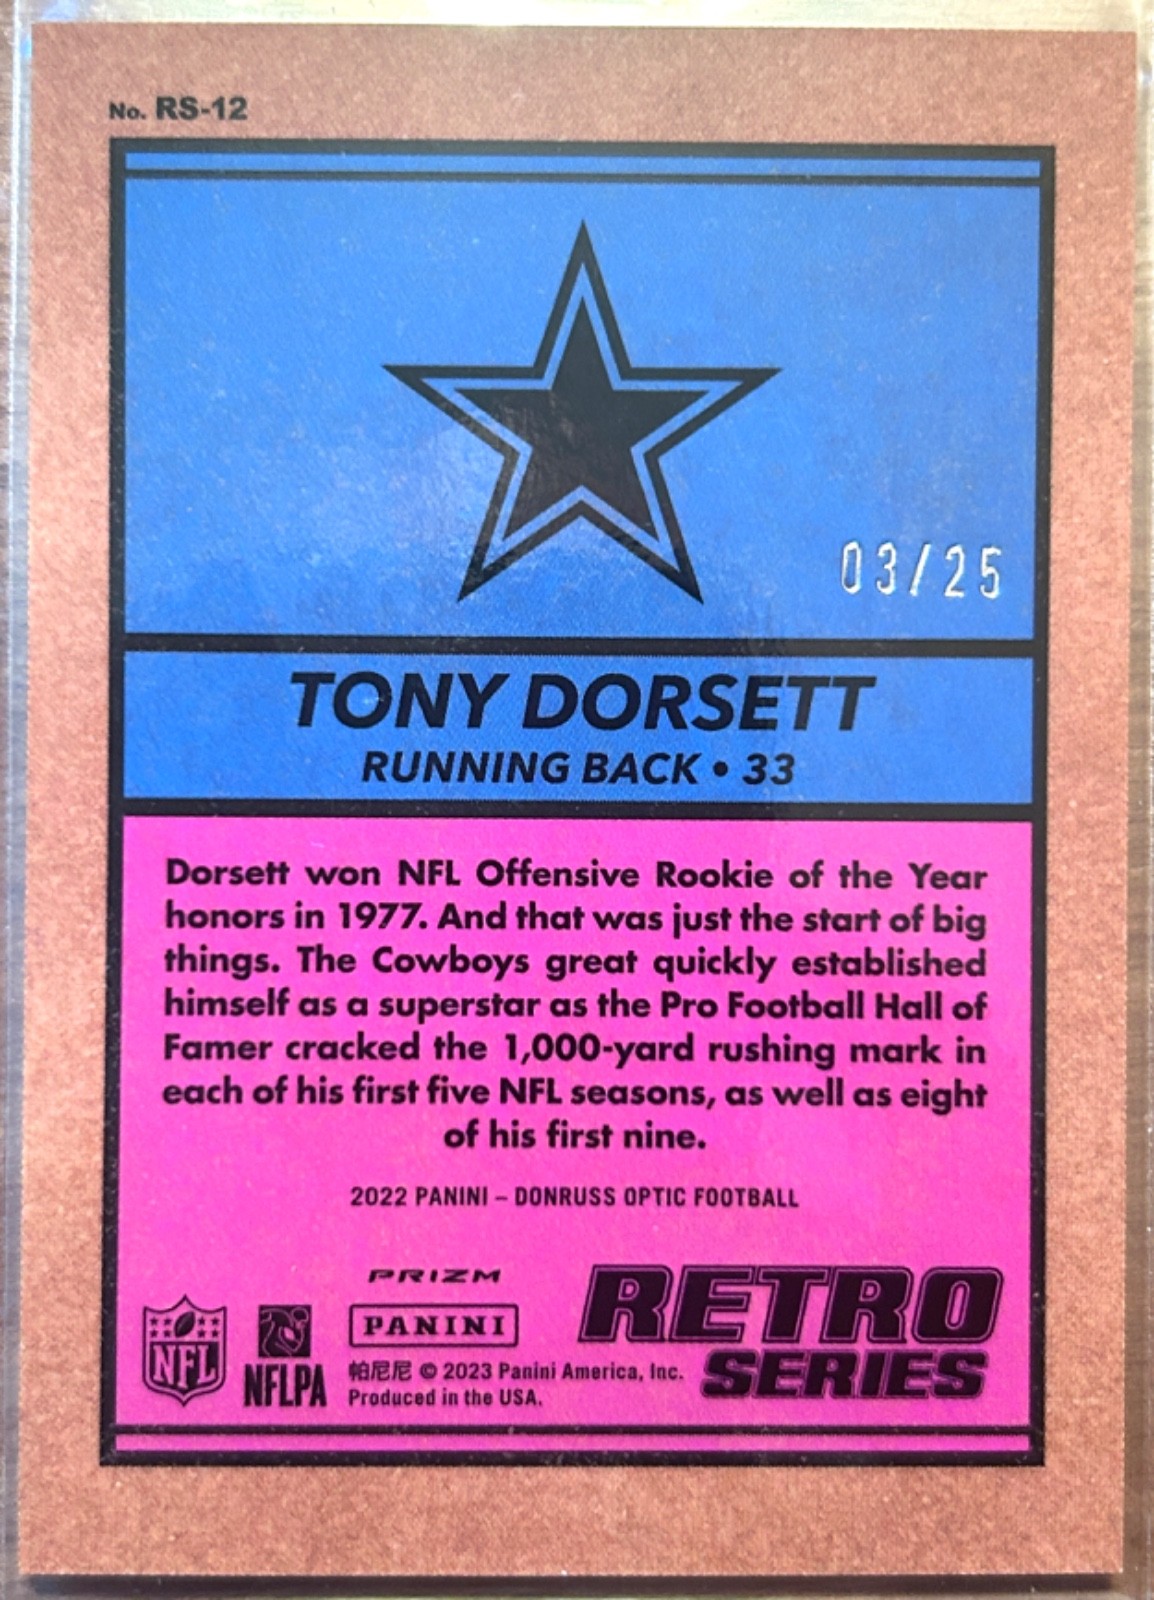 No. RS-12
03/25
TONY DORSETT
RUNNING BACK • 33
Dorsett won NFL Offensive Rookie of the Year
honors in 1977. And that was just the start of big
things. The Cowboys great quickly established
himself as a superstar as the Pro Football Hall of
Famer cracked the 1,000-yard rushing mark in
each of his first five NFL seasons, as well as eight
of his first nine.
2022 PANINI – DONRUSS OPTIC FOOTBALL
PRIZM
PANINI
帕尼尼 © 2023 Panini America, Inc.
Produced in the USA.
NFL
NFLPA
RETRO
SERIES